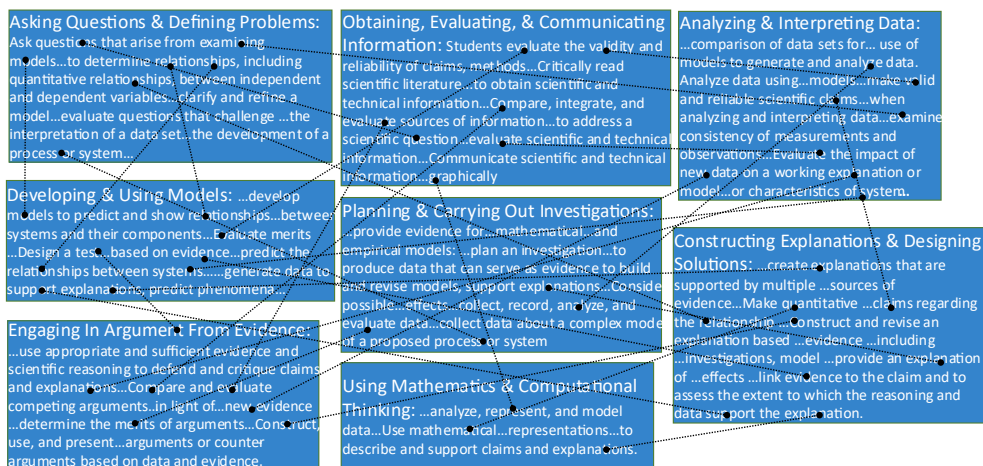 Asking Questions & Defining Problems:
Ask questions that arise from examining
models...to determine relationships, including
quantitative relationships, between independent
and dependent variables...clarify and refine a
model...evaluate questions that challenge ...the
interpretation of a data set...the development of a
process or system...
Developing & Using Models: ...develop
models to predict and show relationships...between
systems and their components...Evaluate merits
...Design a test...based on evidence...predict the
relationships between systems.......generate data to
support explanations, predict phenomena.
Engaging In Argument From Evidence:
...use appropriate and sufficient evidence and
scientific reasoning to defend and critique claims
and explanations...Compare and evaluate
competing arguments..in light of...new evidence
...determine the merits of arguments...Construct,
use, and present...arguments or counter
arguments based on data and evidence.
Obtaining, Evaluating, & Communicating
Information: Students evaluate the validity and
reliability of claims, methods...Critically read
scientific literature...to obtain scientific and
technical information...Compare, integrate, and
evaluate sources of information...to address a
scientific question...evaluate scientific and technical
information...Communicate scientific and technical
information...graphically
Planning & Carrying Out Investigations:
...provide evidence for...mathematical....and
empirical models...plan an investigation...to
produce data that can serve as evidence to build
and revise models, support explanations...Consider
possible...effects...collect, record, analyze, and
evaluate data...collect data about a complex model
of a proposed process or system
Using Mathematics & Computational
Thinking: ...analyze, represent, and model
data...Use mathematical...representations...to
describe and support claims and explanations.
Analyzing & Interpreting Data:
...comparison of data sets for... use of
models to generate and analyze data.
Analyze data using...models...make valid
and reliable scientific claims...when
analyzing and interpreting data...examine
consistency of measurements and
observations...Evaluate the impact of
new data on a working explanation or
model...or characteristics of system..
Constructing Explanations & Designing
Solutions: ...create explanations that are
supported by multiple ...sources of
evidence...Make quantitative ...claims regarding
the relationship ...Construct and revise an
explanation based ...evidence ...including
...investigations, model ...provide an explanation
of ...effects ...link evidence to the claim and to
assess the extent to which the reasoning and
data support the explanation.